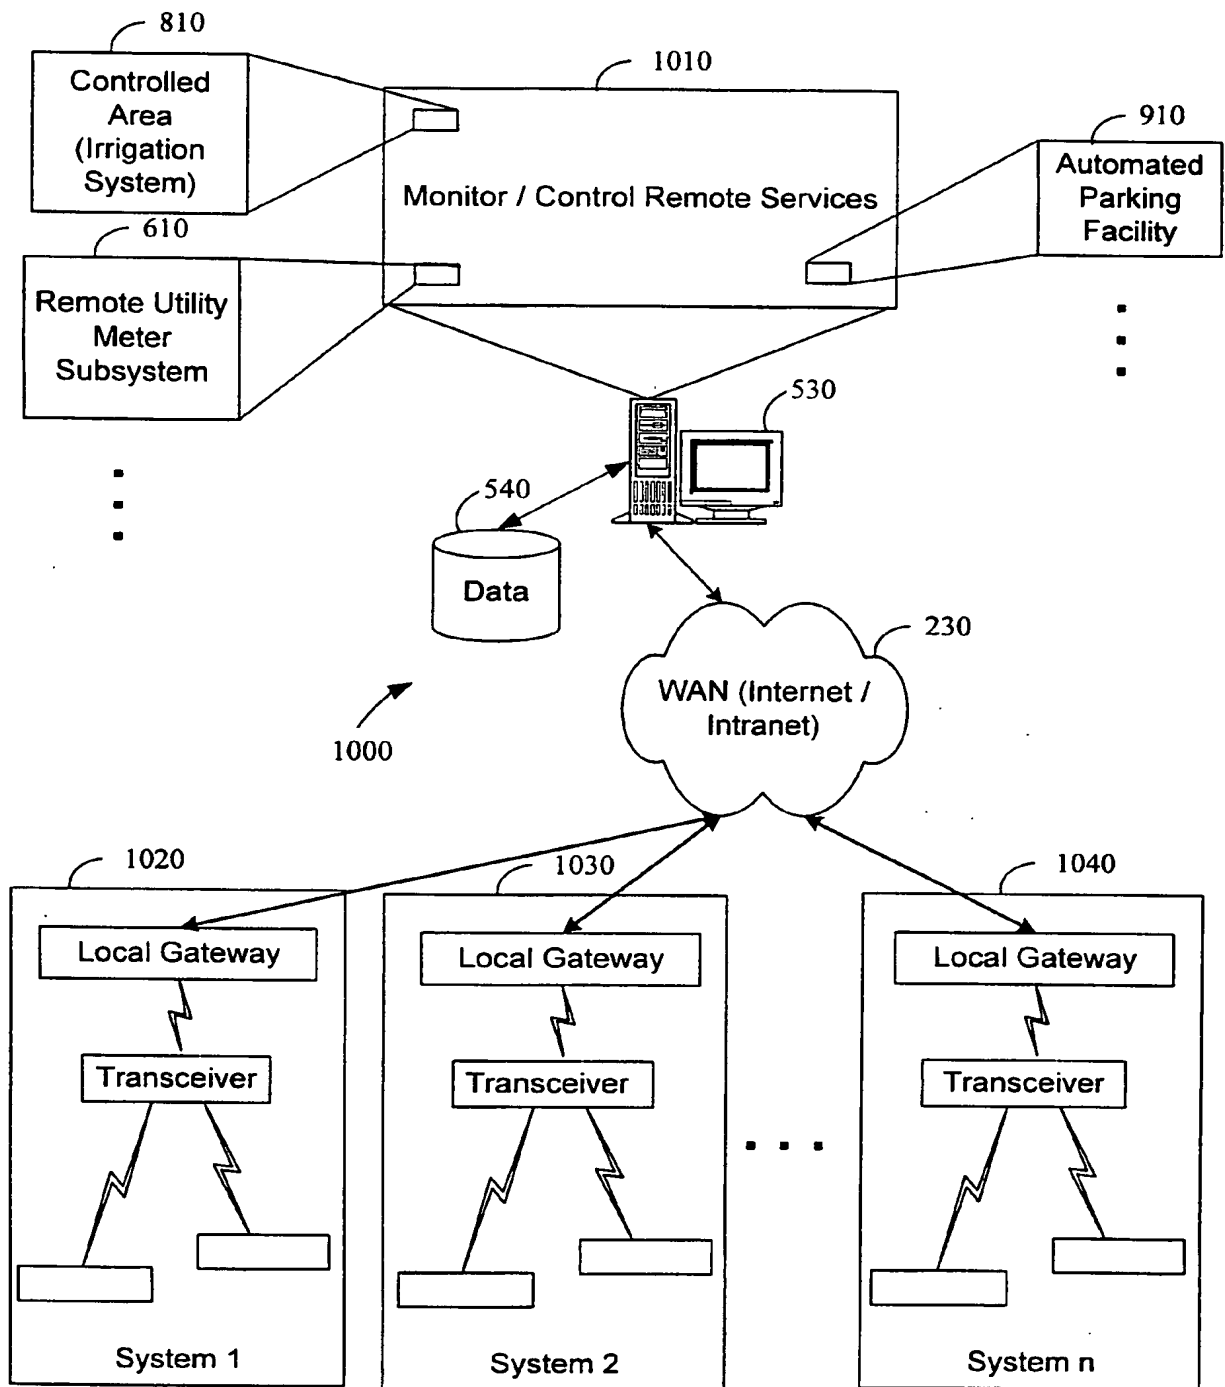 810
Controlled
Area
(Irrigation
System)
1010
Monitor / Control Remote Services
910
Automated
Parking
Facility
610
Remote Utility
Meter
Subsystem
530
540
Data
230
WAN (Internet /
Intranet)
1000
1020
Local Gateway
Transceiver
System 1
1030
Local Gateway
Transceiver
System 2
1040
Local Gateway
Transceiver
System n